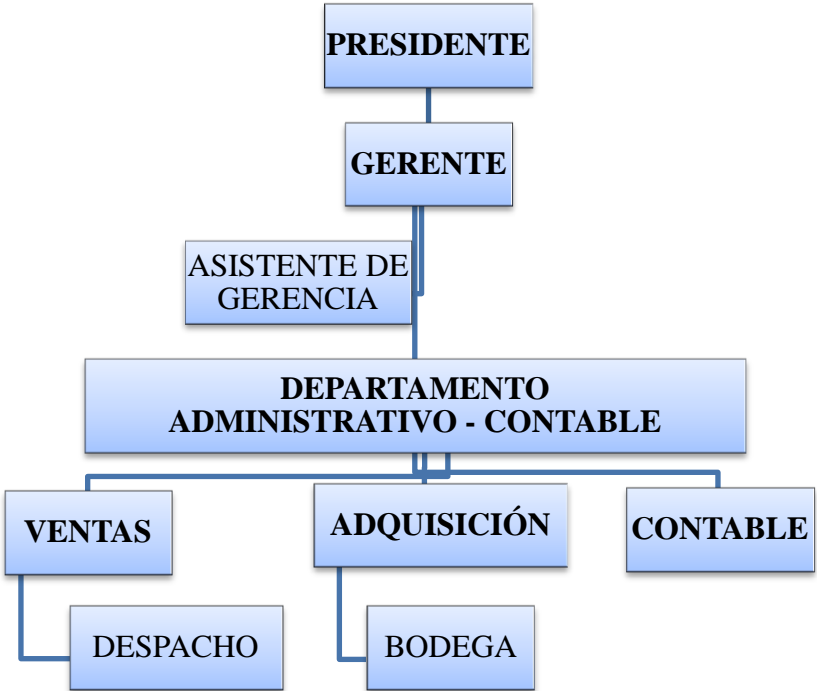 PRESIDENTE
GERENTE
ASISTENTE DE
GERENCIA
DEPARTAMENTO
ADMINISTRATIVO - CONTABLE
VENTAS
ADQUISICIÓN
CONTABLE
DESPACHO
BODEGA